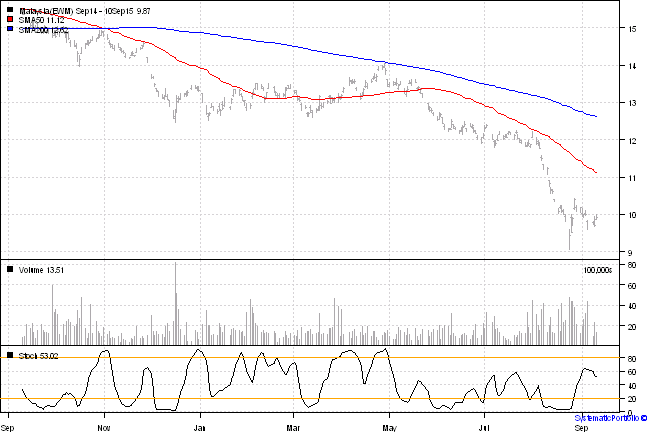 Malaysia(EWM) Sep14 - 10Sep15 9.87
SMA50 11.12
SMA200 12.62
15
14
13
12
11
10
9
Volume 13.51
100,000s
80
60
40
20
Stoch 53.02
80
60
40
20
0
Sep Nov Jan Mar May Jul Sep
SystematicPortfolio ©